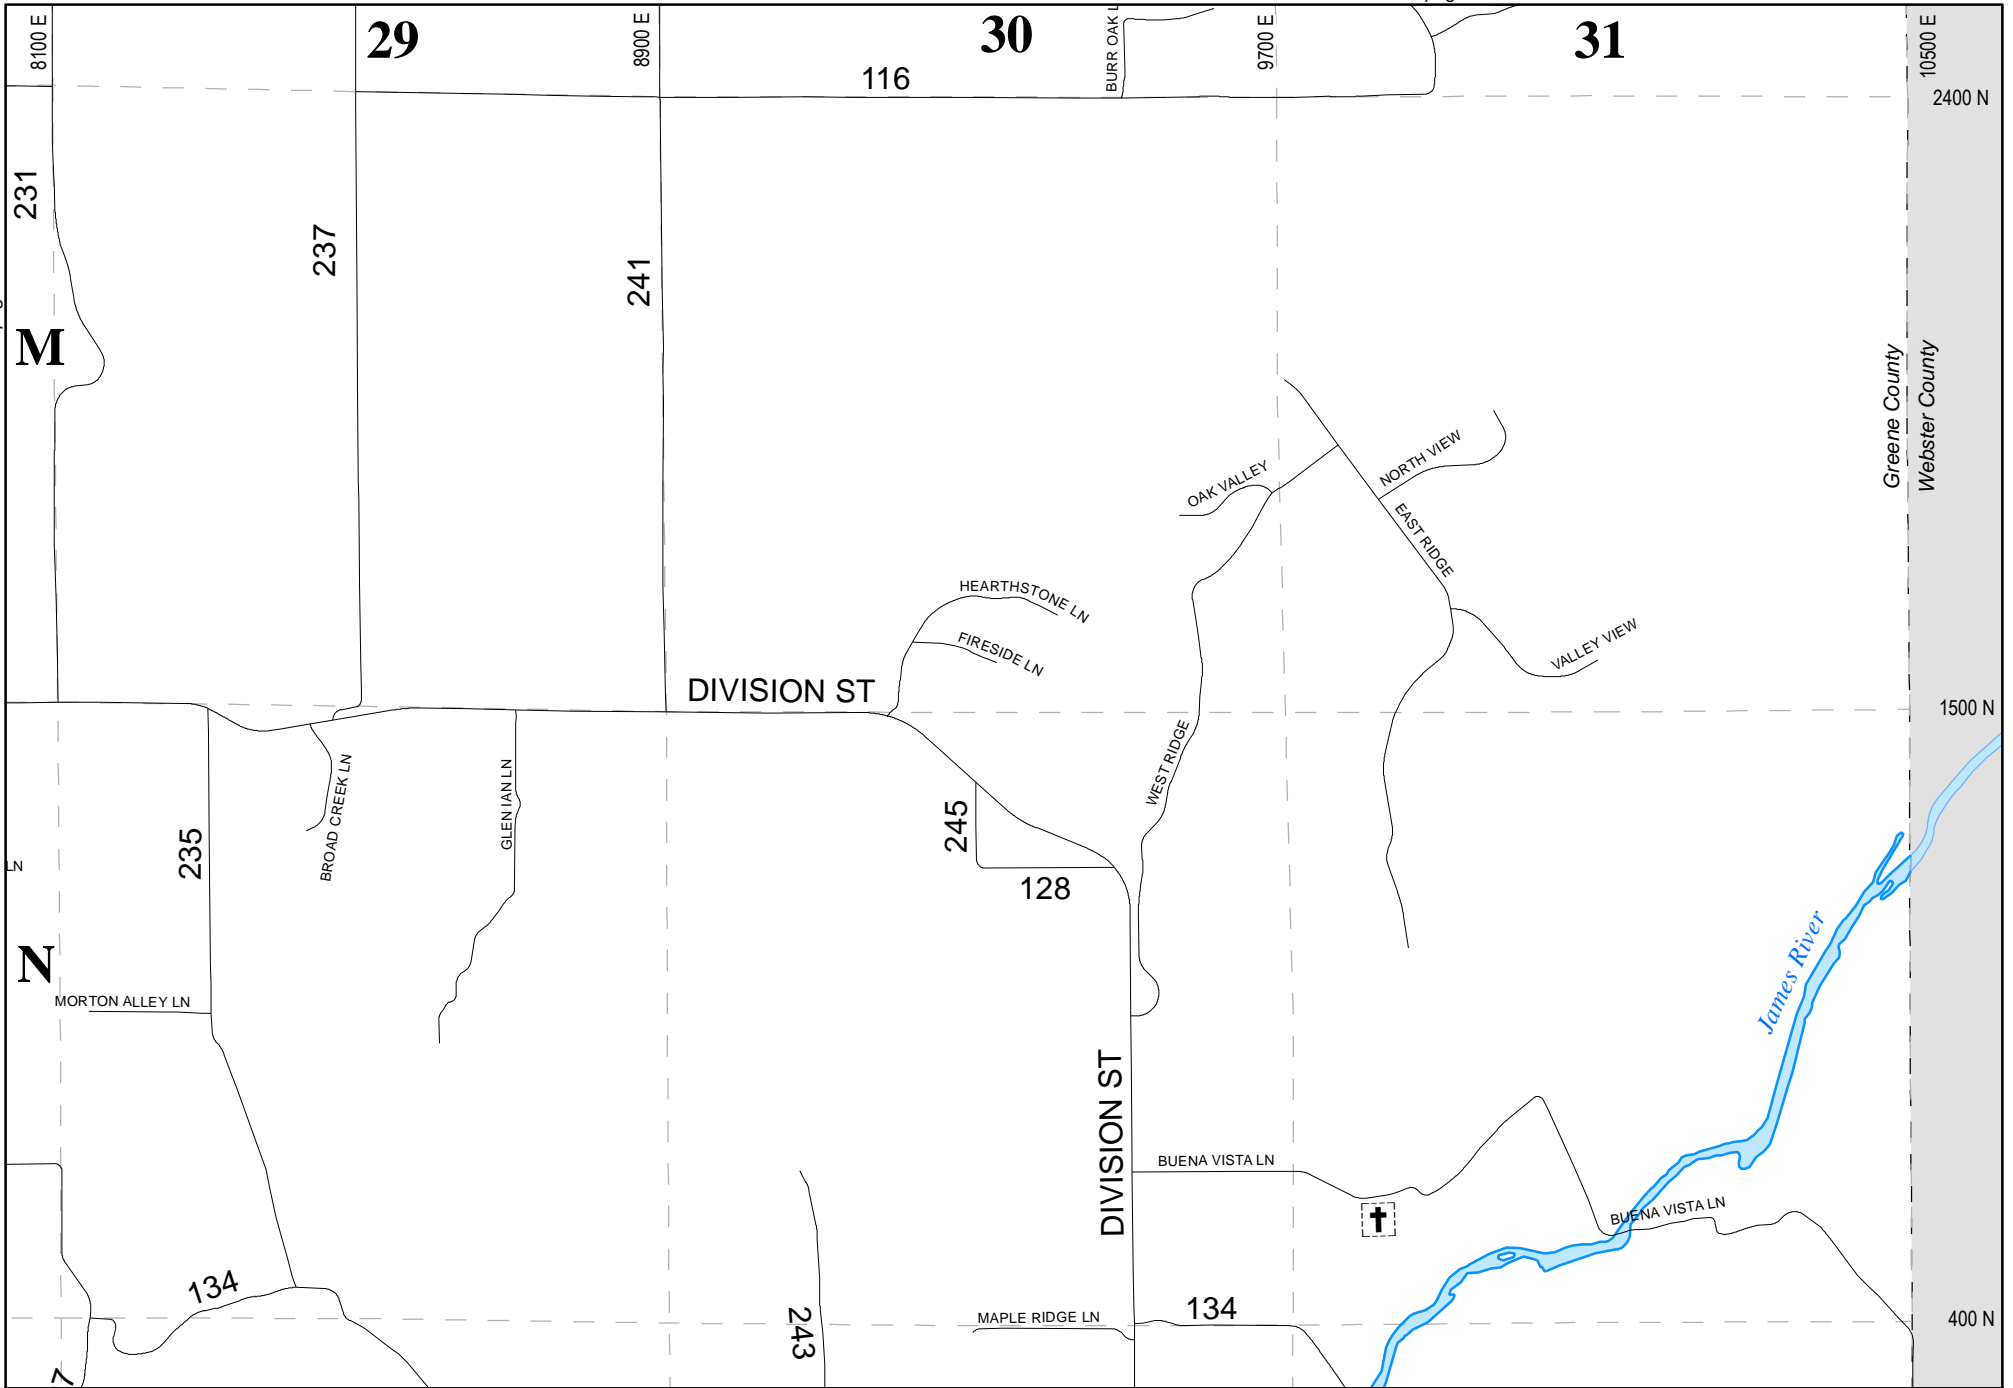 8100 E
29
8900 E
30
BURR OAK L
9700 E
31
10500 E
116
2400 N
231
237
241
M
Greene County
Webster County
NORTH VIEW
OAK VALLEY
EAST RIDGE
HEARTHSTONE LN
FIRESIDE LN
VALLEY VIEW
DIVISION ST
1500 N
WEST RIDGE
BROAD CREEK LN
GLEN IAN LN
245
235
LN
128
James River
N
MORTON ALLEY LN
DIVISION ST
BUENA VISTA LN
BUENA VISTA LN
134
243
MAPLE RIDGE LN
134
400 N
7